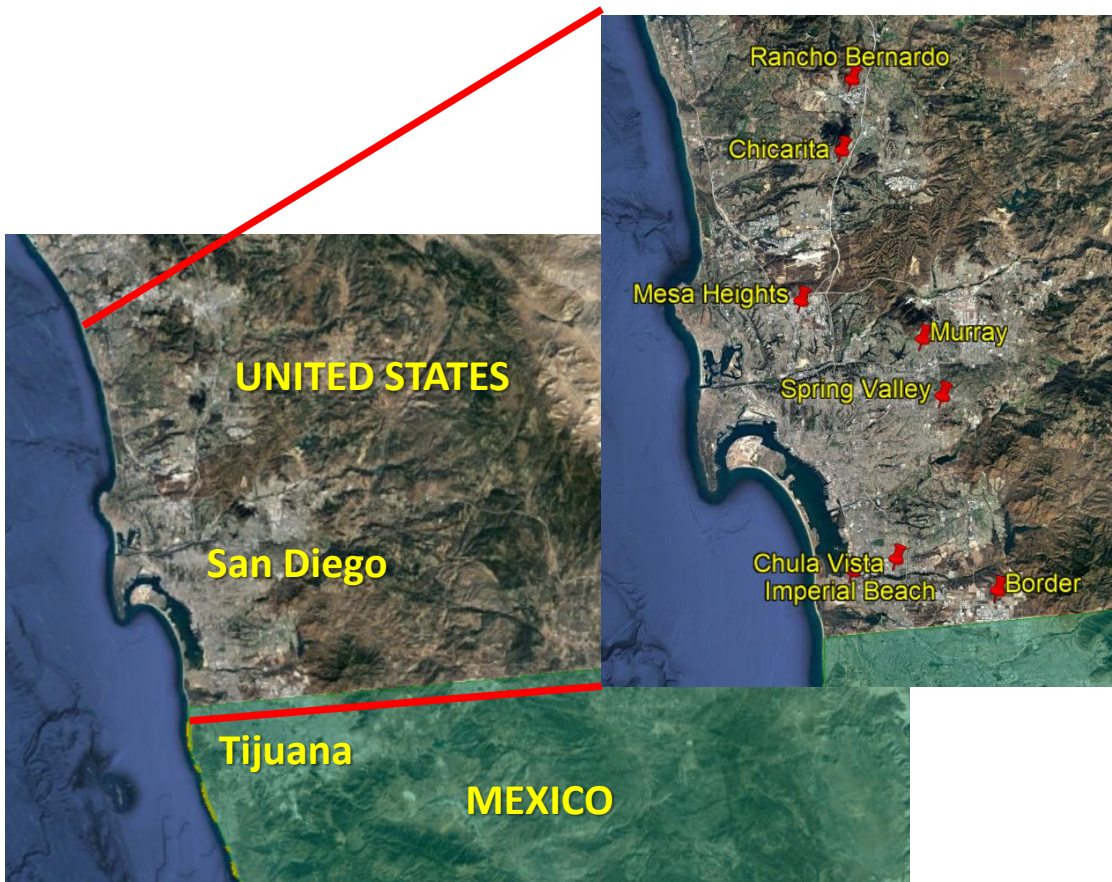 Rancho Bernardo
Chicarita
Mesa Heights
Murray
Spring Valley
Chula Vista
Imperial Beach
Border
UNITED STATES
San Diego
Tijuana
MEXICO